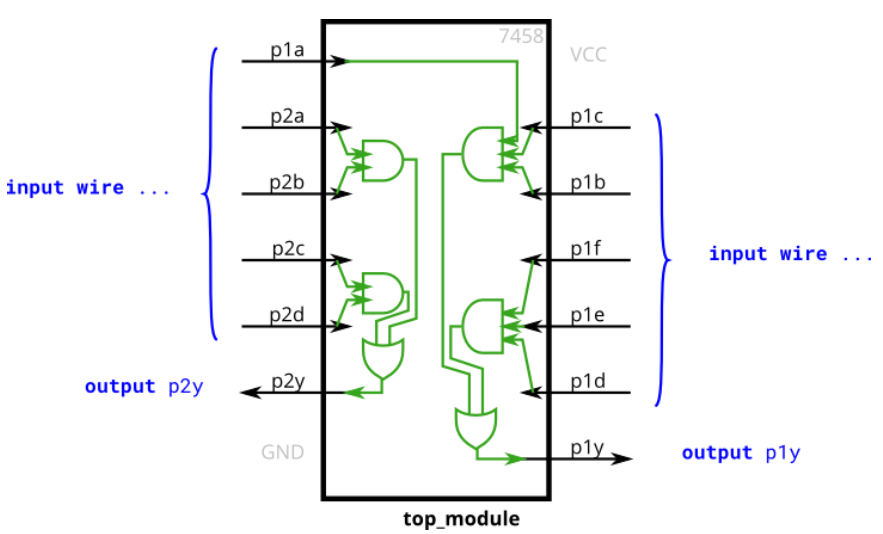 7458
VCC
p1a
p2a
p1c
input wire ...
p2b
p1b
p2c
p1f
input wire ...
p2d
p1e
output p2y
p2y
p1d
GND
p1y
output p1y
top_module